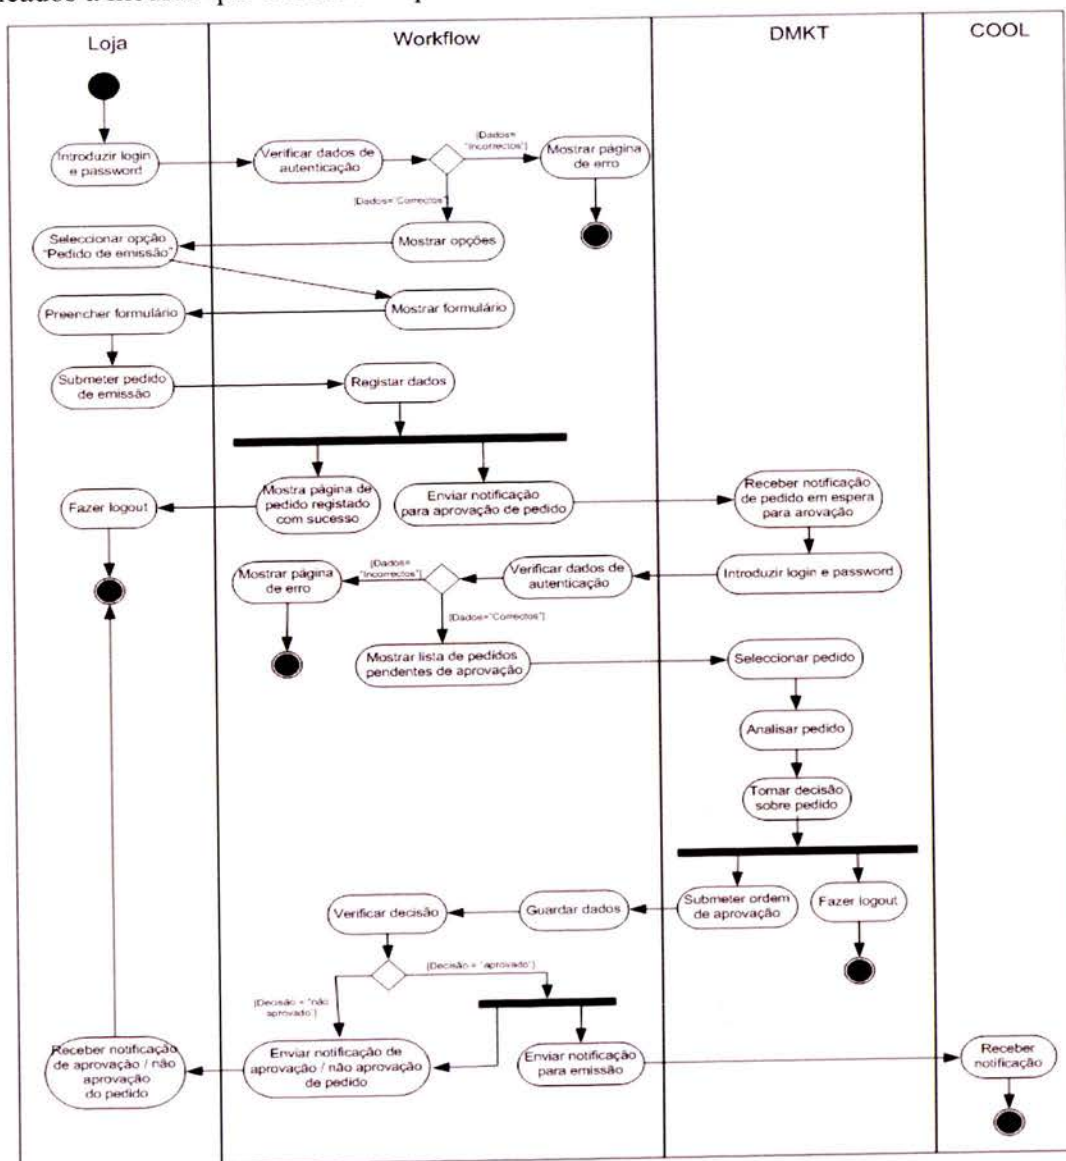 Loja
Workflow
DMKT
COOL
Introduzir login
e password
Verificar dados de
autenticação
[Dados=
"Incorrectos"]
Mostrar página
de erro
[Dados="Correctos"]
Seleccionar opção
"Pedido de emissão"
Mostrar opções
Preencher formulário
Mostrar formulário
Submeter pedido
de emissão
Registar dados
Fazer logout
Mostra página de
pedido registado
com sucesso
Enviar notificação
para aprovação de pedido
Receber notificação
de pedido em espera
para arovação
Mostrar página
de erro
[Dados=
"Incorrectos"]
Verificar dados de
autenticação
Introduzir login e password
[Dados="Correctos"]
Mostrar lista de pedidos
pendentes de aprovação
Seleccionar pedido
Analisar pedido
Tomar decisão
sobre pedido
Verificar decisão
Guardar dados
Submeter ordem
de aprovação
Fazer logout
[Decisão = "aprovado"]
[Decisão = "não
aprovado"]
Receber notificação
de aprovação / não
aprovação
do pedido
Enviar notificação de
aprovação / não aprovação
de pedido
Enviar notificação
para emissão
Receber
notificação